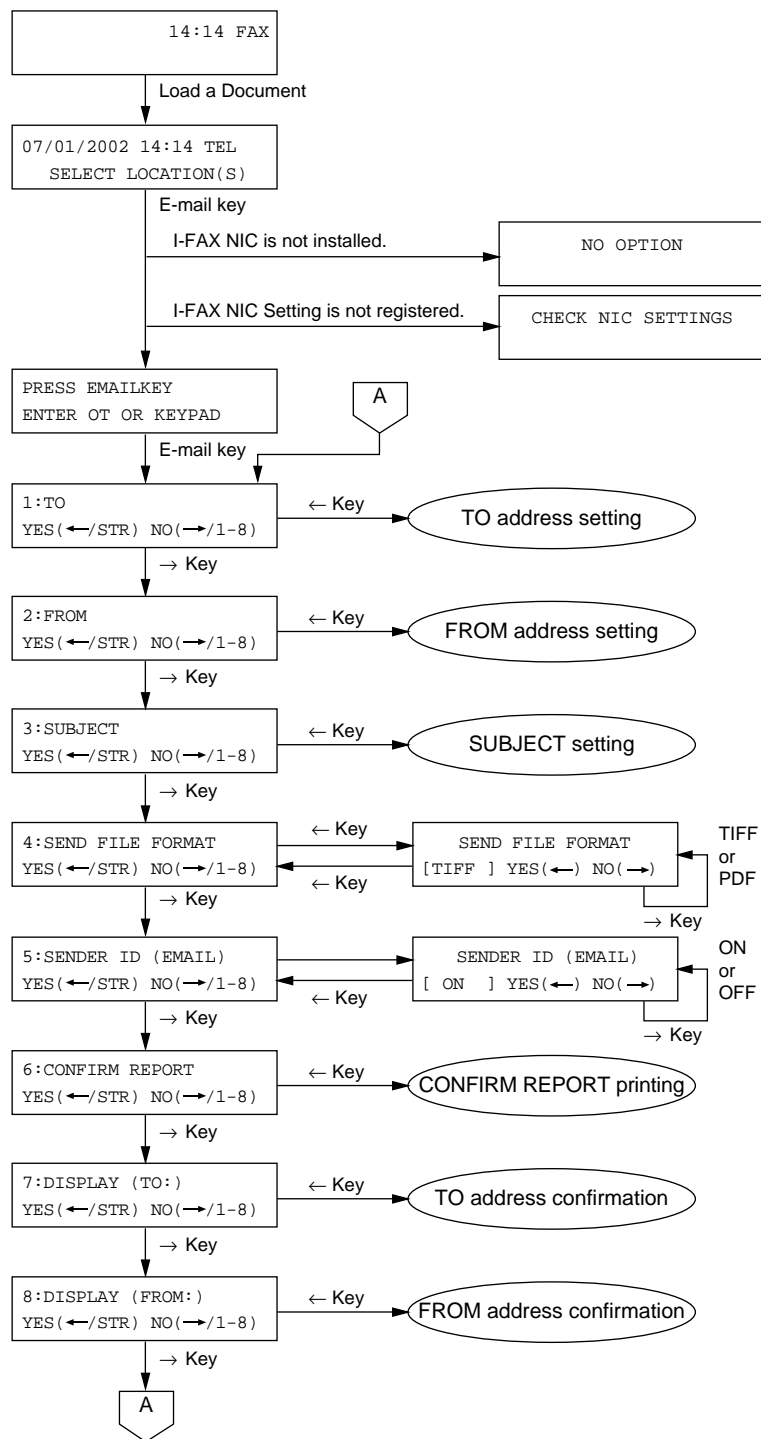 14:14 FAX
Load a Document
07/01/2002 14:14 TEL
SELECT LOCATION(S)
E-mail key
I-FAX NIC is not installed.
NO OPTION
I-FAX NIC Setting is not registered.
CHECK NIC SETTINGS
PRESS EMAILKEY
ENTER OT OR KEYPAD
A
E-mail key
1:TO
YES(←/STR) NO(→/1-8)
← Key
TO address setting
→ Key
2:FROM
YES(←/STR) NO(→/1-8)
← Key
FROM address setting
→ Key
3:SUBJECT
YES(←/STR) NO(→/1-8)
← Key
SUBJECT setting
→ Key
4:SEND FILE FORMAT
YES(←/STR) NO(→/1-8)
← Key
← Key
SEND FILE FORMAT
[TIFF ] YES(←) NO(→)
TIFF
or
PDF
→ Key
→ Key
5:SENDER ID (EMAIL)
YES(←/STR) NO(→/1-8)
← Key
SENDER ID (EMAIL)
[ ON ] YES(←) NO(→)
ON
or
OFF
→ Key
→ Key
6:CONFIRM REPORT
YES(←/STR) NO(→/1-8)
← Key
CONFIRM REPORT printing
→ Key
7:DISPLAY (TO:)
YES(←/STR) NO(→/1-8)
← Key
TO address confirmation
→ Key
8:DISPLAY (FROM:)
YES(←/STR) NO(→/1-8)
← Key
FROM address confirmation
→ Key
A